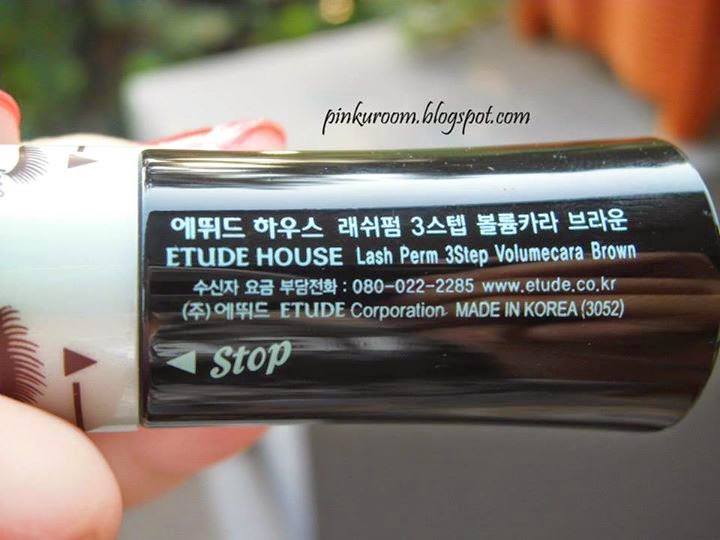 pinkuroom.blogspot.com
에뛰드 하우스 래쉬펌 3스텝 볼륨카라 브라운
ETUDE HOUSE Lash Perm 3Step Volumecara Brown
수신자 요금 부담전화 : 080-022-2285 www.etude.co.kr
(주) 에뛰드 ETUDE Corporation. MADE IN KOREA (3052)
◀ Stop